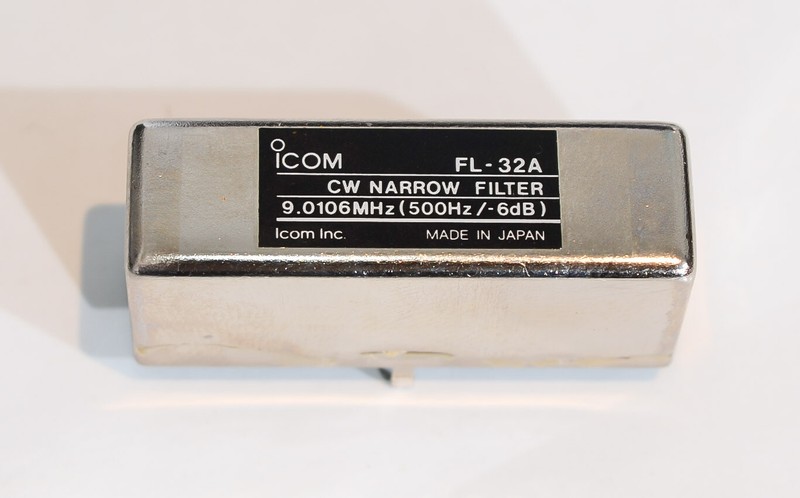 ICOM FL-32A
CW NARROW FILTER
9.0106MHz (500Hz/-6dB)
Icom Inc. MADE IN JAPAN